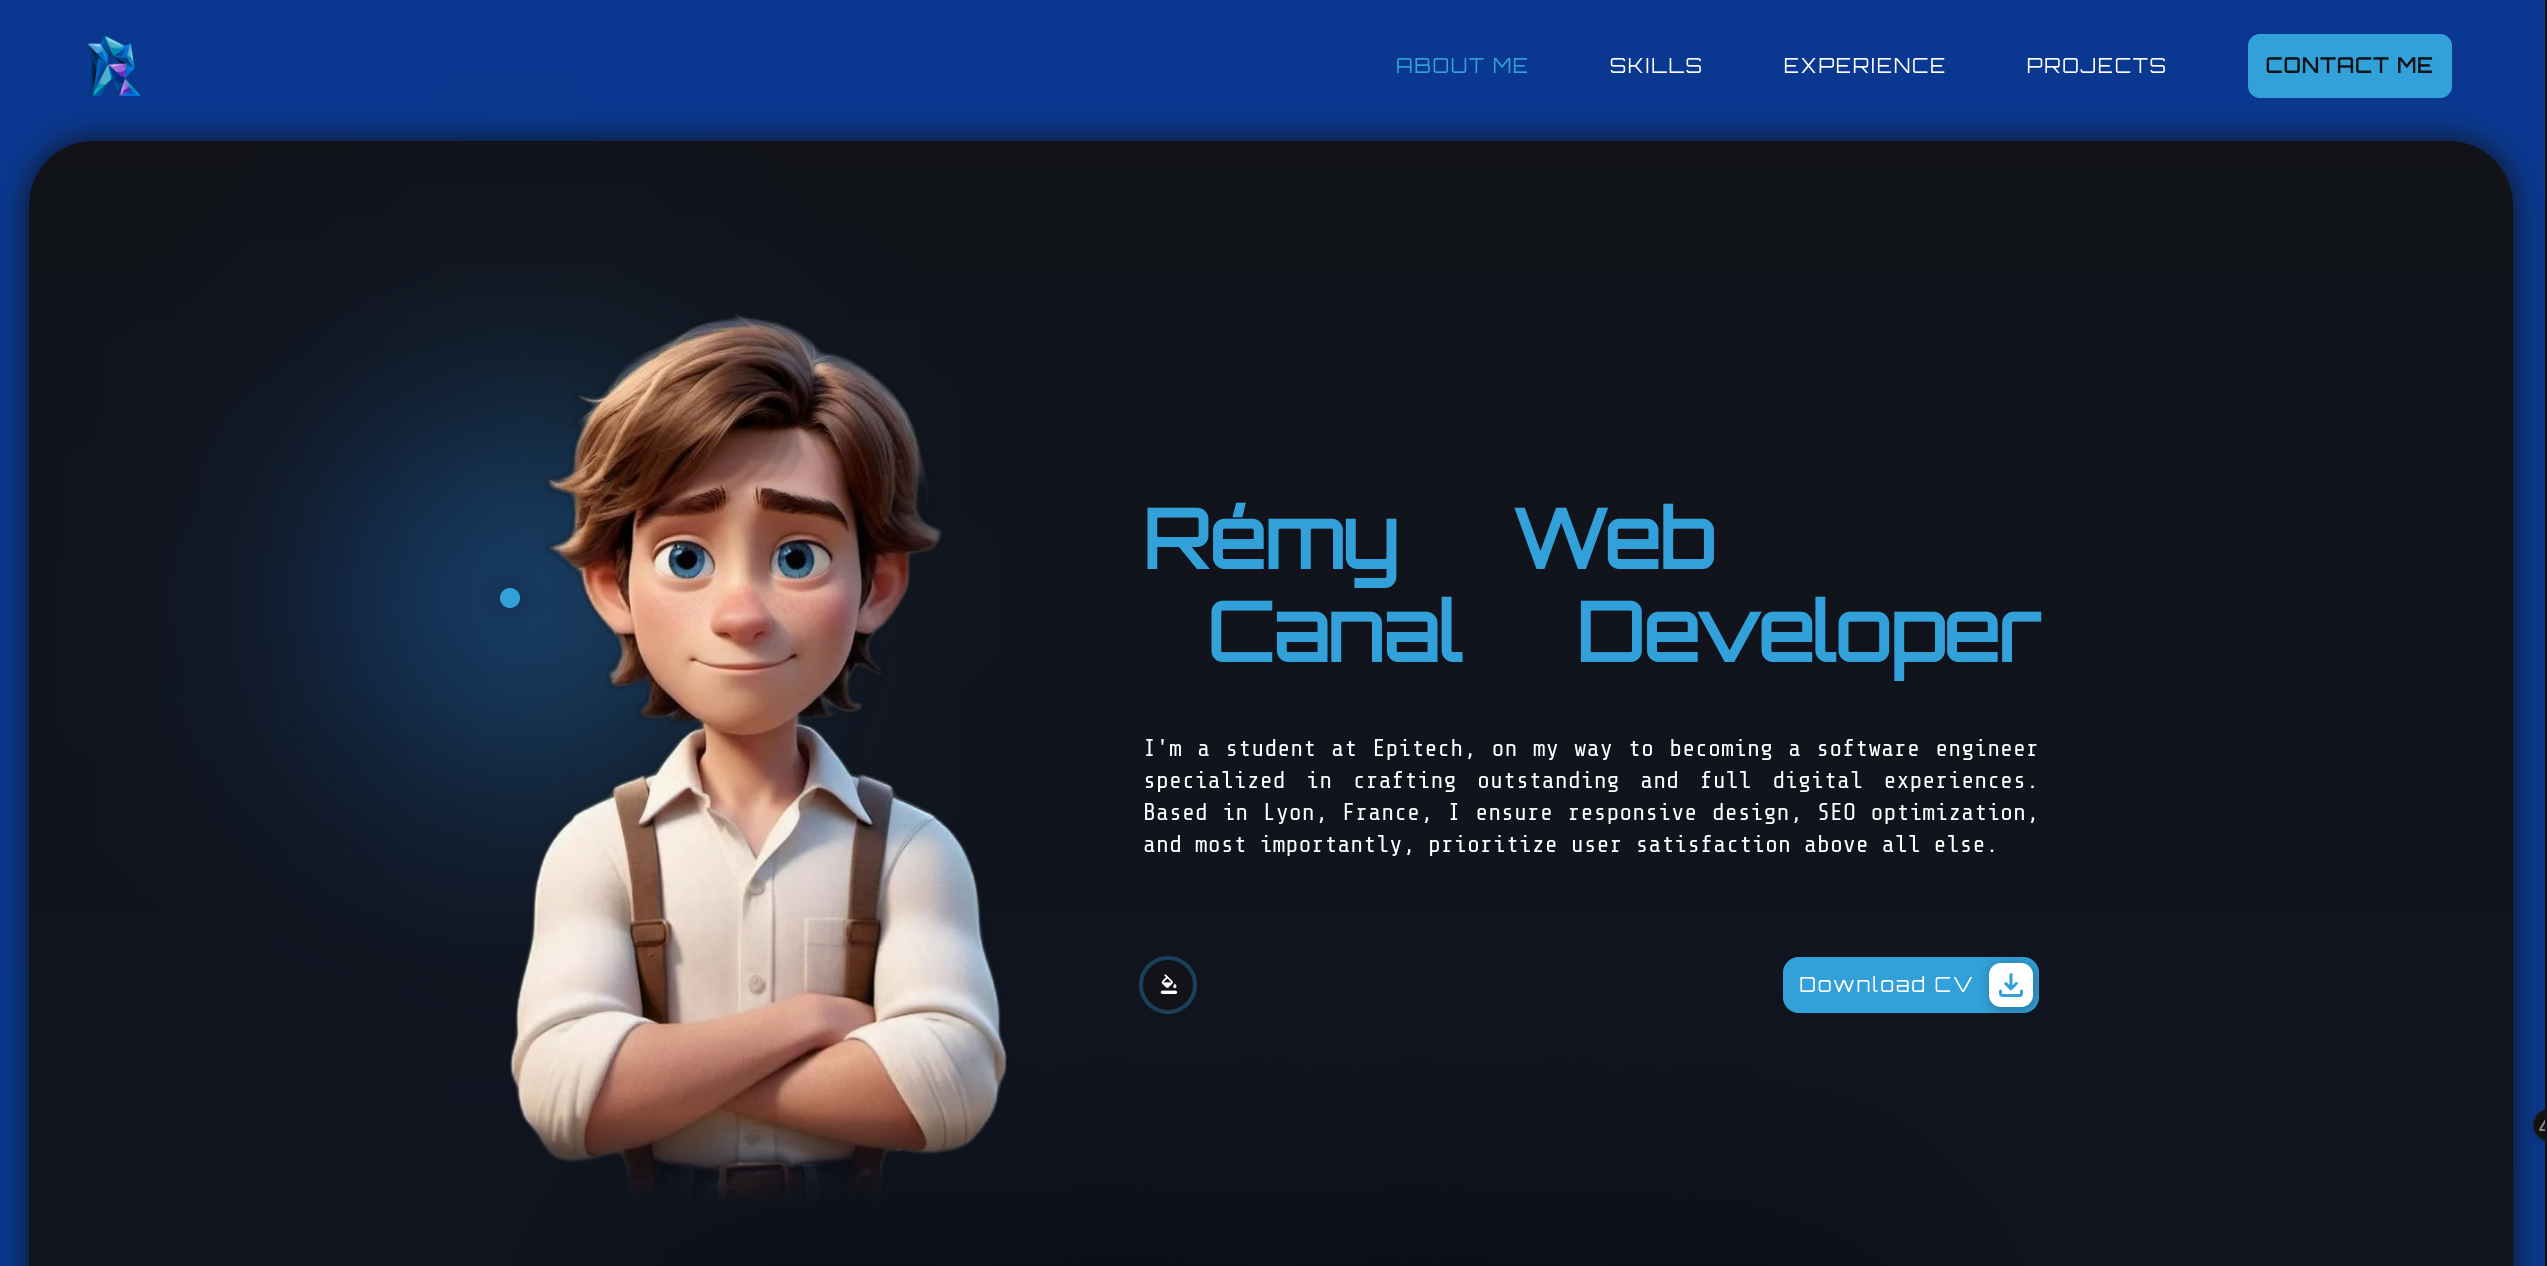 ABOUT ME SKILLS EXPERIENCE PROJECTS CONTACT ME
Rémy Web
Canal Developer
I'm a student at Epitech, on my way to becoming a software engineer
specialized in crafting outstanding and full digital experiences.
Based in Lyon, France, I ensure responsive design, SEO optimization,
and most importantly, prioritize user satisfaction above all else.
Download CV